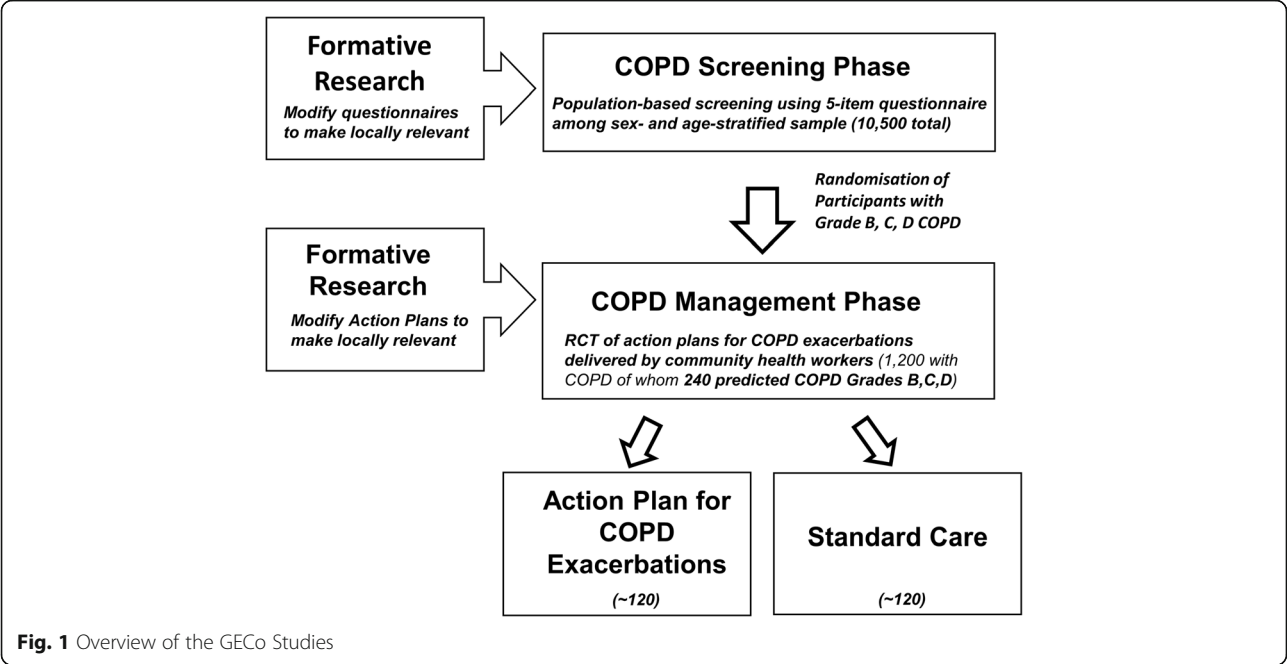 Formative
Research
Modify questionnaires
to make locally relevant
COPD Screening Phase
Population-based screening using 5-item questionnaire
among sex- and age-stratified sample (10,500 total)
Randomisation of
Participants with
Grade B, C, D COPD
Formative
Research
Modify Action Plans to
make locally relevant
COPD Management Phase
RCT of action plans for COPD exacerbations
delivered by community health workers (1,200 with
COPD of whom 240 predicted COPD Grades B,C,D)
Action Plan for
COPD
Exacerbations
(~120)
Standard Care
(~120)
Fig. 1 Overview of the GECo Studies